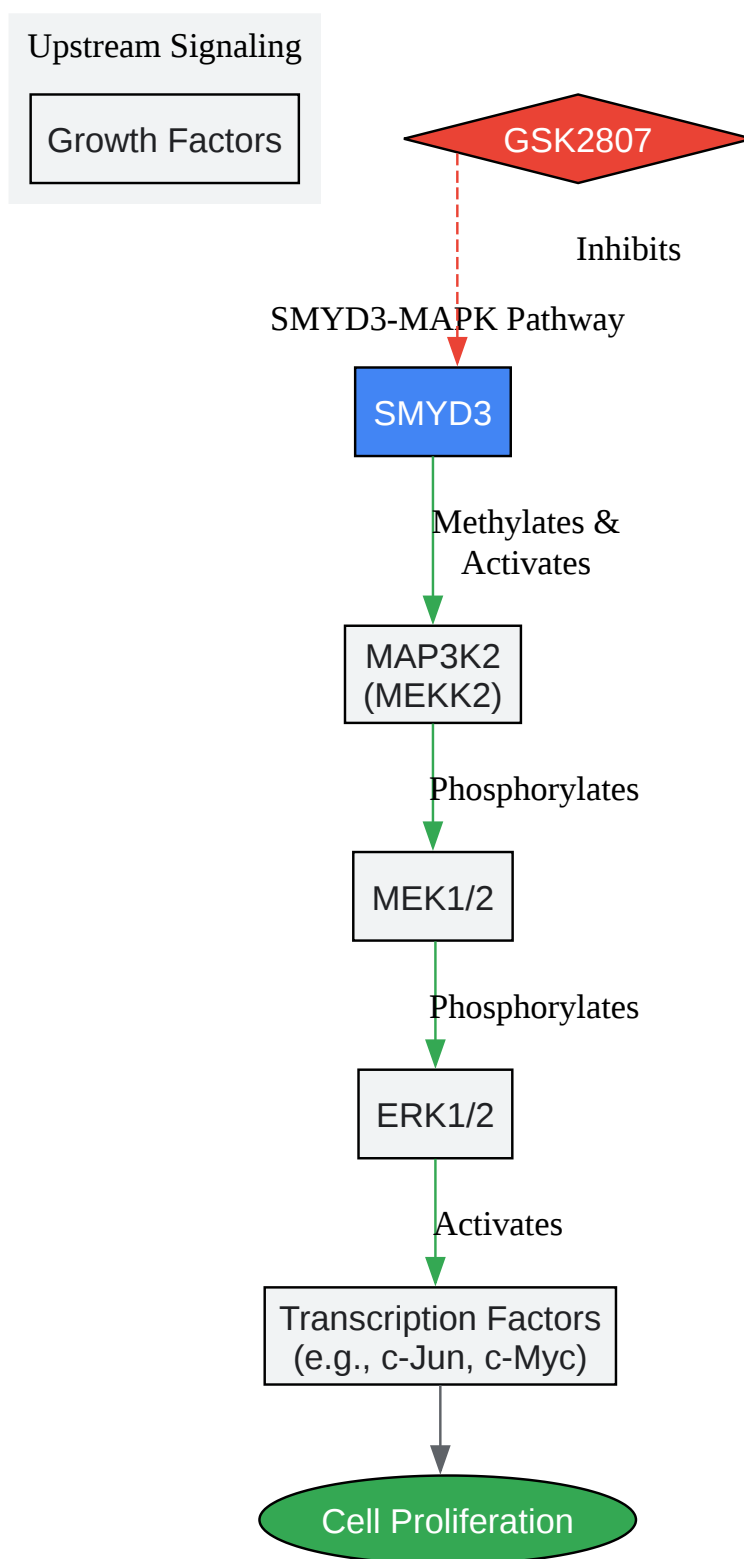 Upstream Signaling
Growth Factors
GSK2807
Inhibits
SMYD3-MAPK Pathway
SMYD3
Methylates &
Activates
MAP3K2
(MEKK2)
Phosphorylates
MEK1/2
Phosphorylates
ERK1/2
Activates
Transcription Factors
(e.g., c-Jun, c-Myc)
Cell Proliferation